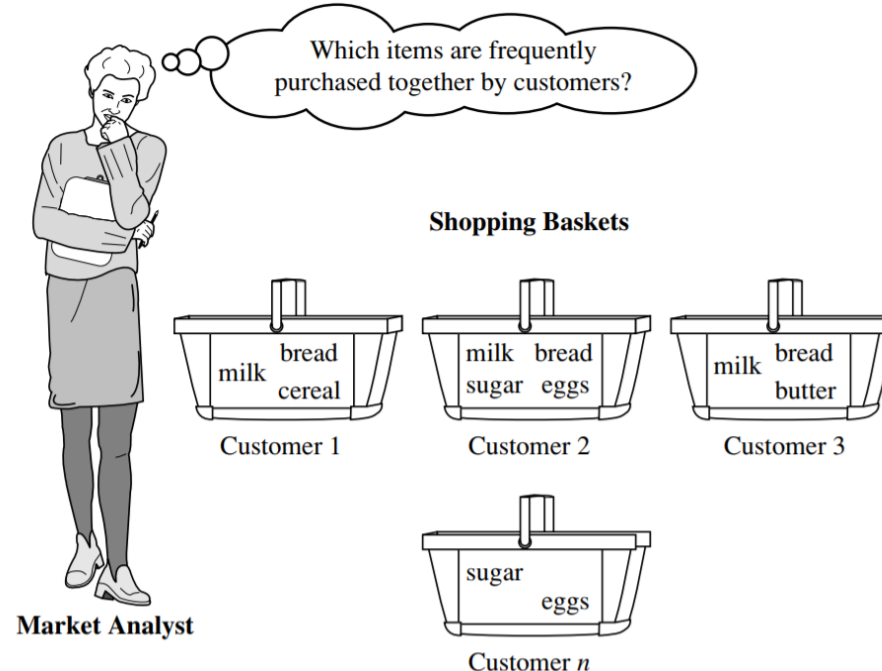 Which items are frequently
purchased together by customers?
Shopping Baskets
milk
bread
cereal
Customer 1
milk bread
sugar eggs
Customer 2
milk
bread
butter
Customer 3
sugar
eggs
Customer n
Market Analyst